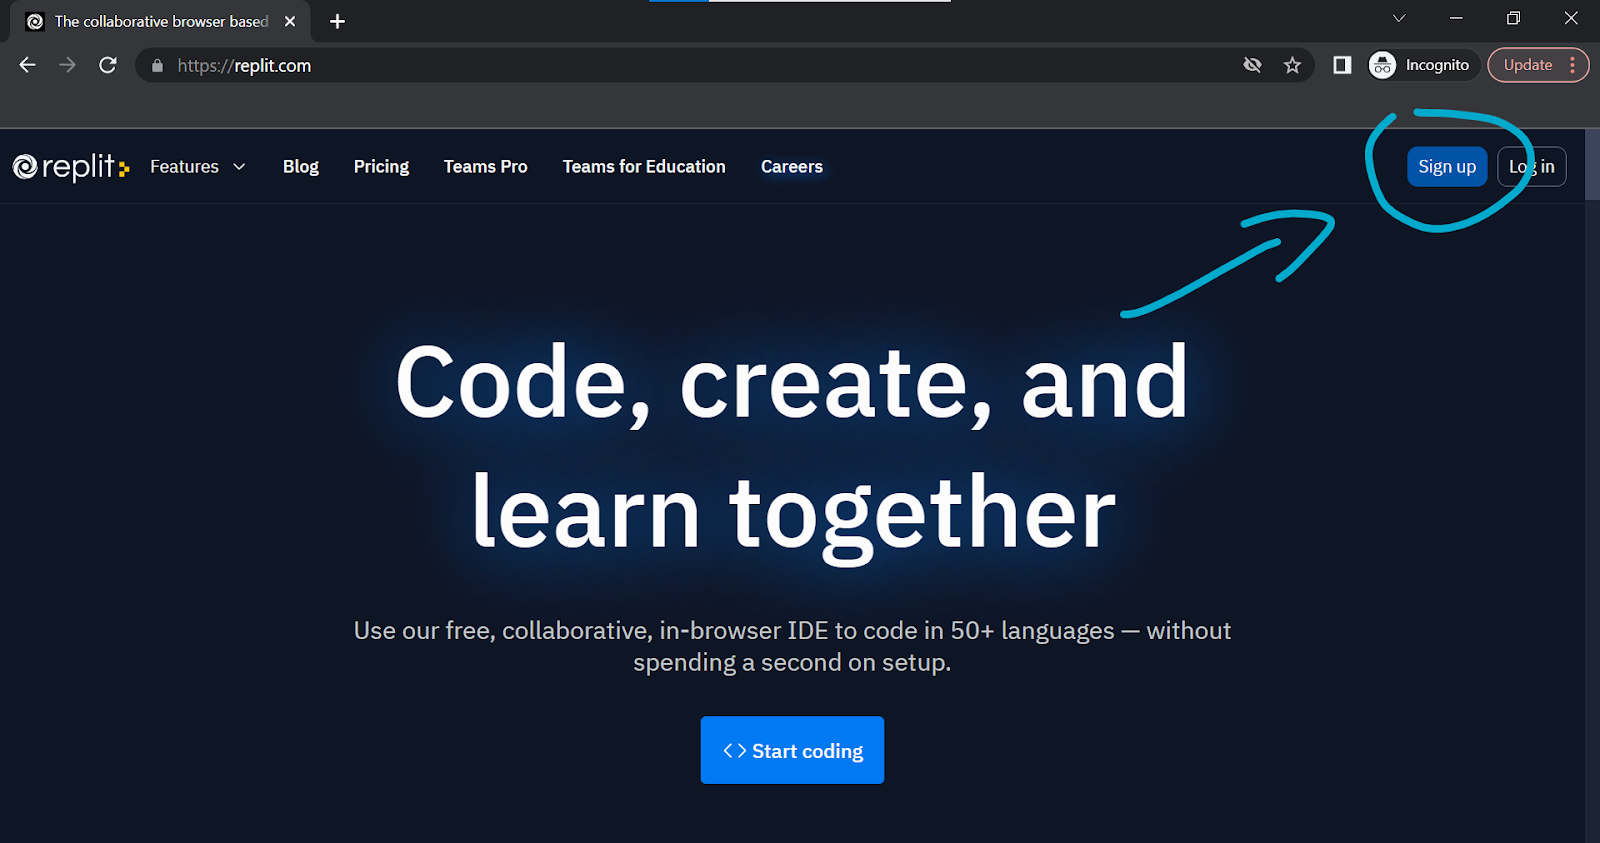 The collaborative browser based
https://replit.com
Incognito
Update
replit
Features
Blog
Pricing
Teams Pro
Teams for Education
Careers
Sign up
Log in
Code, create, and
learn together
Use our free, collaborative, in-browser IDE to code in 50+ languages — without
spending a second on setup.
<> Start coding